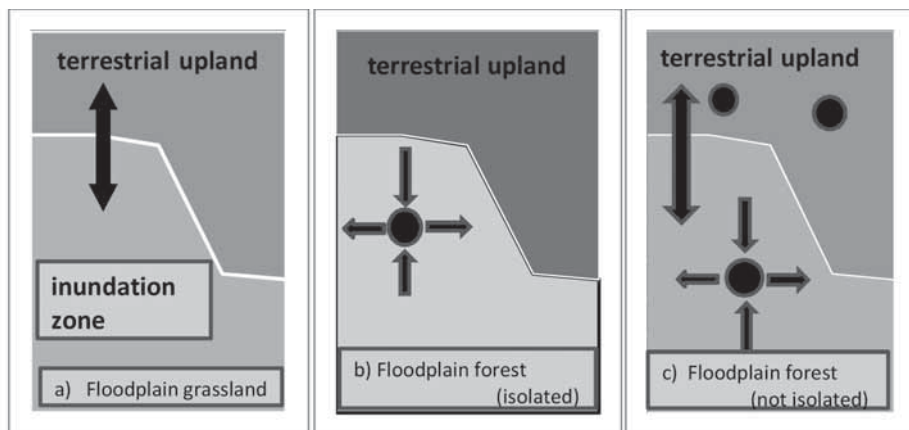 terrestrial upland
inundation
zone
a) Floodplain grassland
terrestrial upland
b) Floodplain forest
(isolated)
terrestrial upland
c) Floodplain forest
(not isolated)